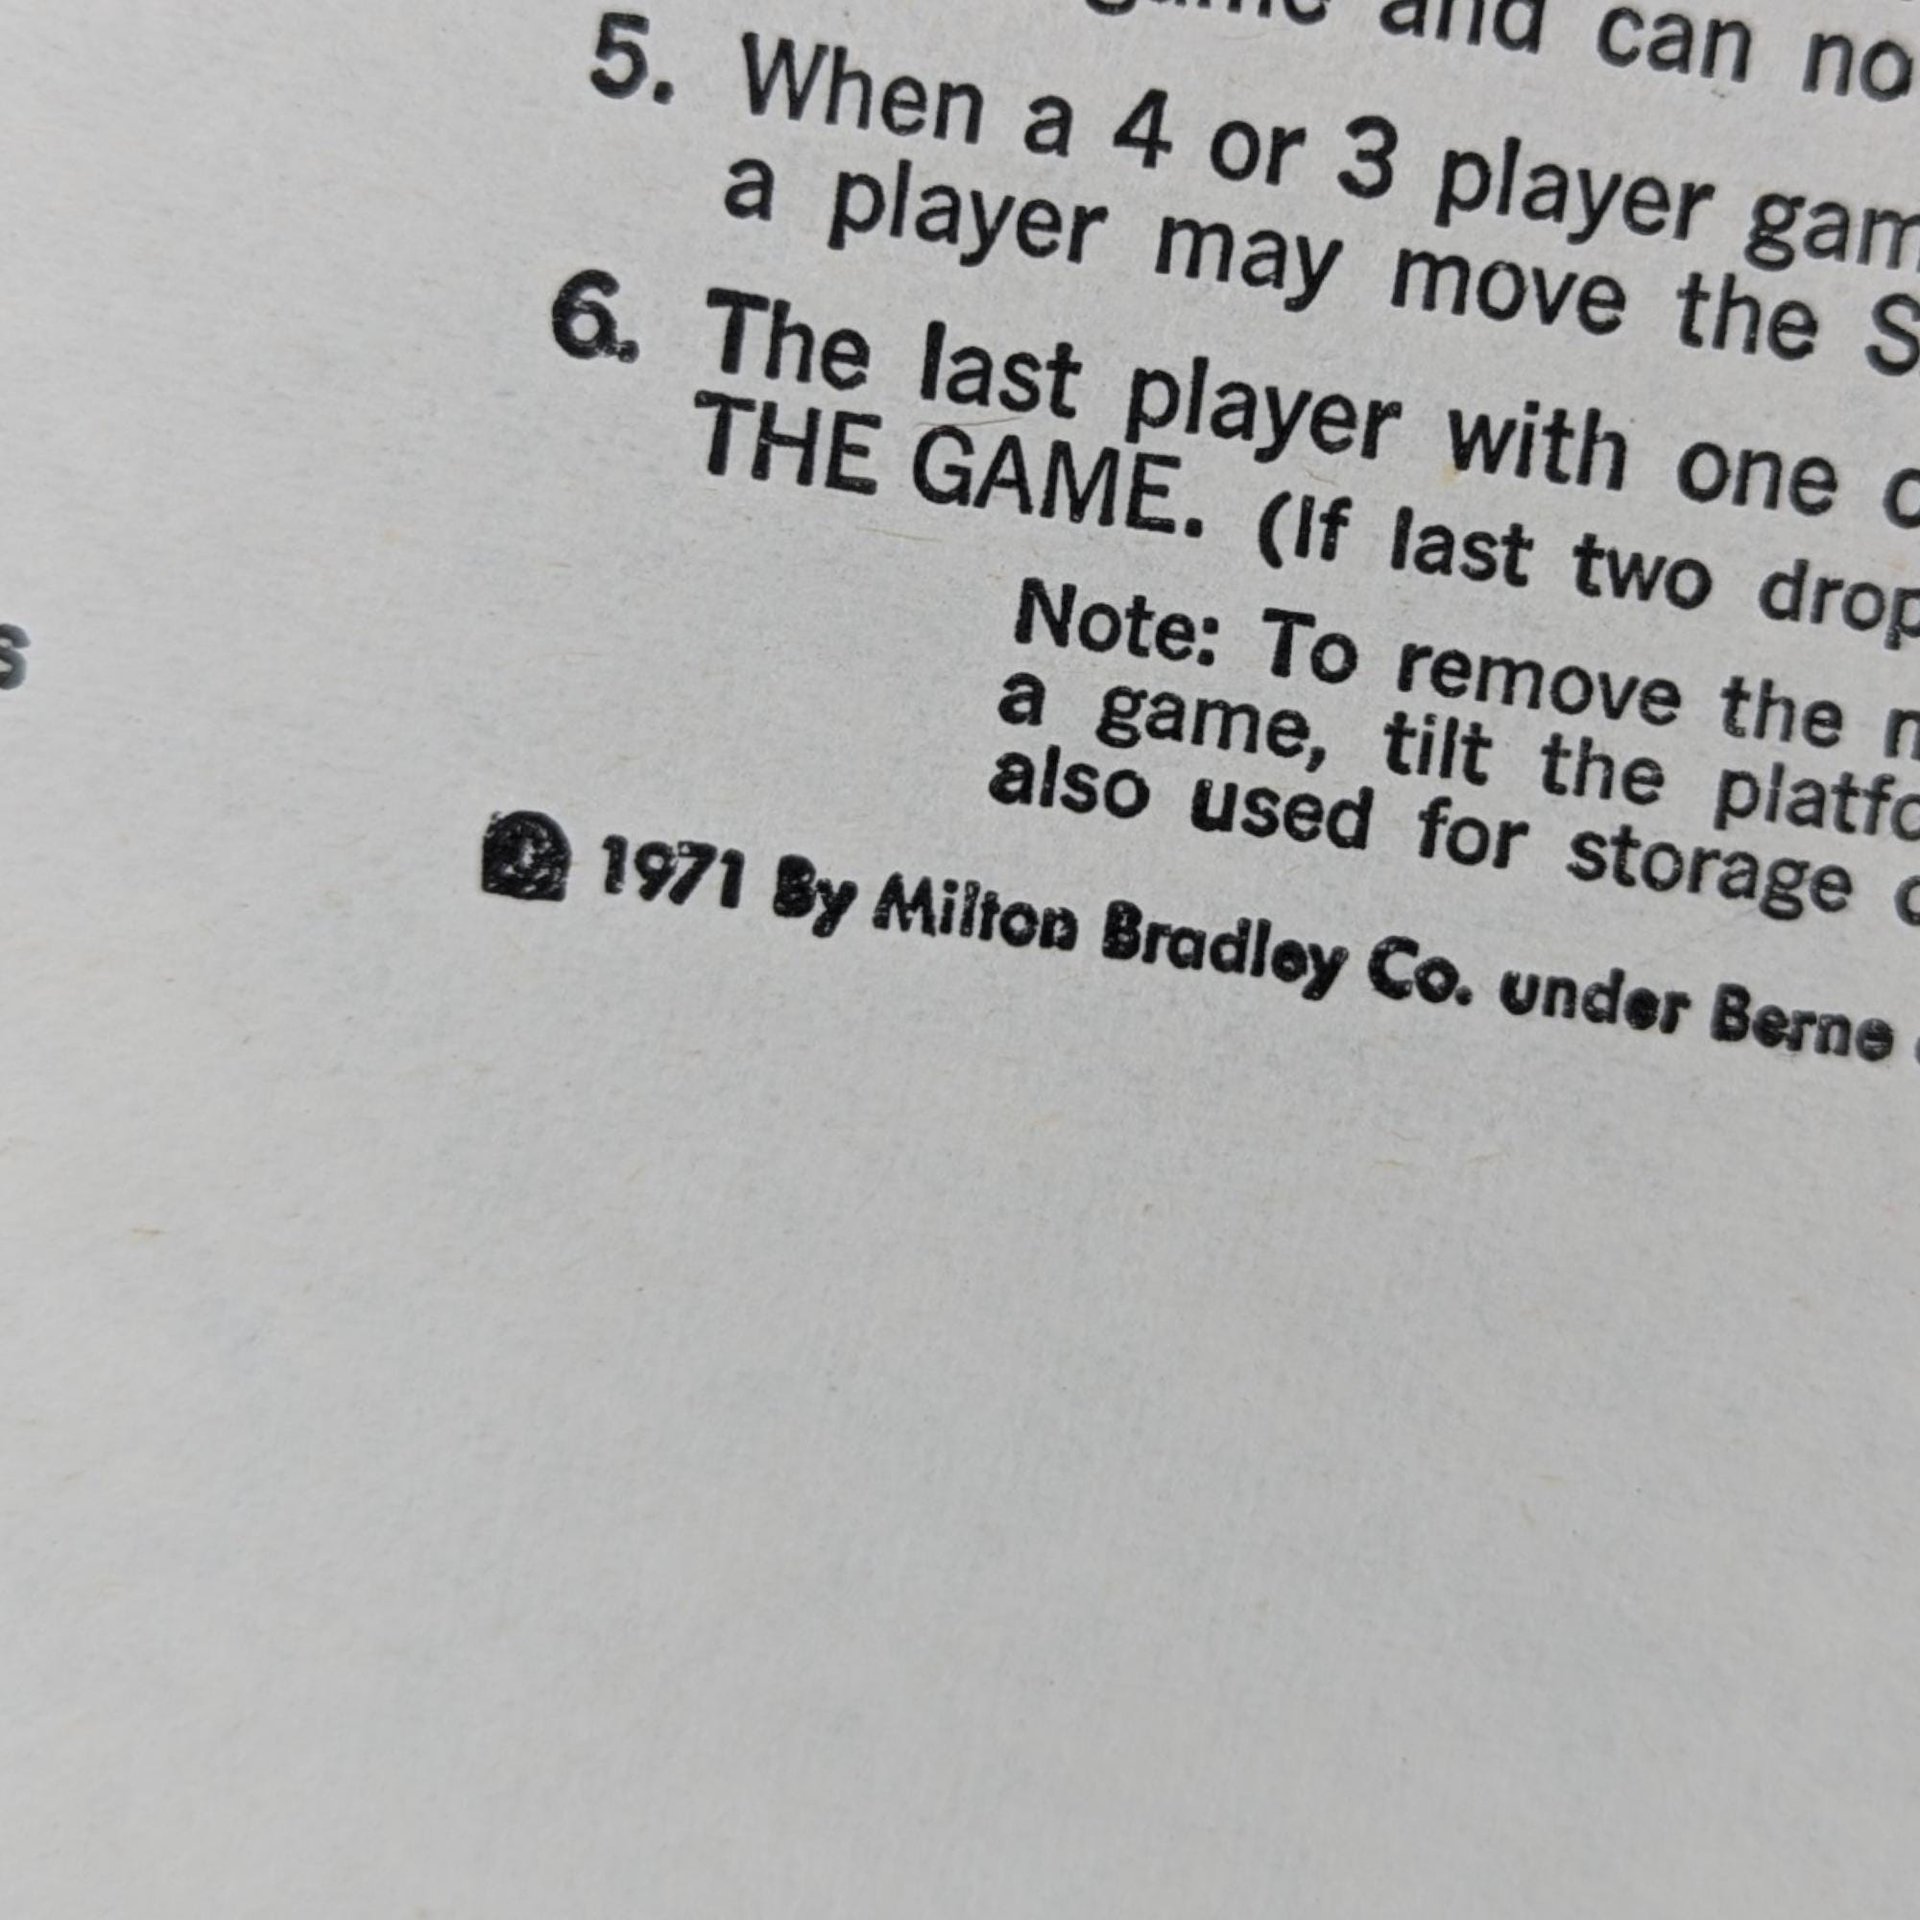 game and can no
5. When a 4 or 3 player gam
a player may move the S
6. The last player with one
THE GAME. (If last two drop
Note: To remove the
a game, tilt the platfo
also used for storage
s
© 1971 By Milton Bradley Co. under Berne